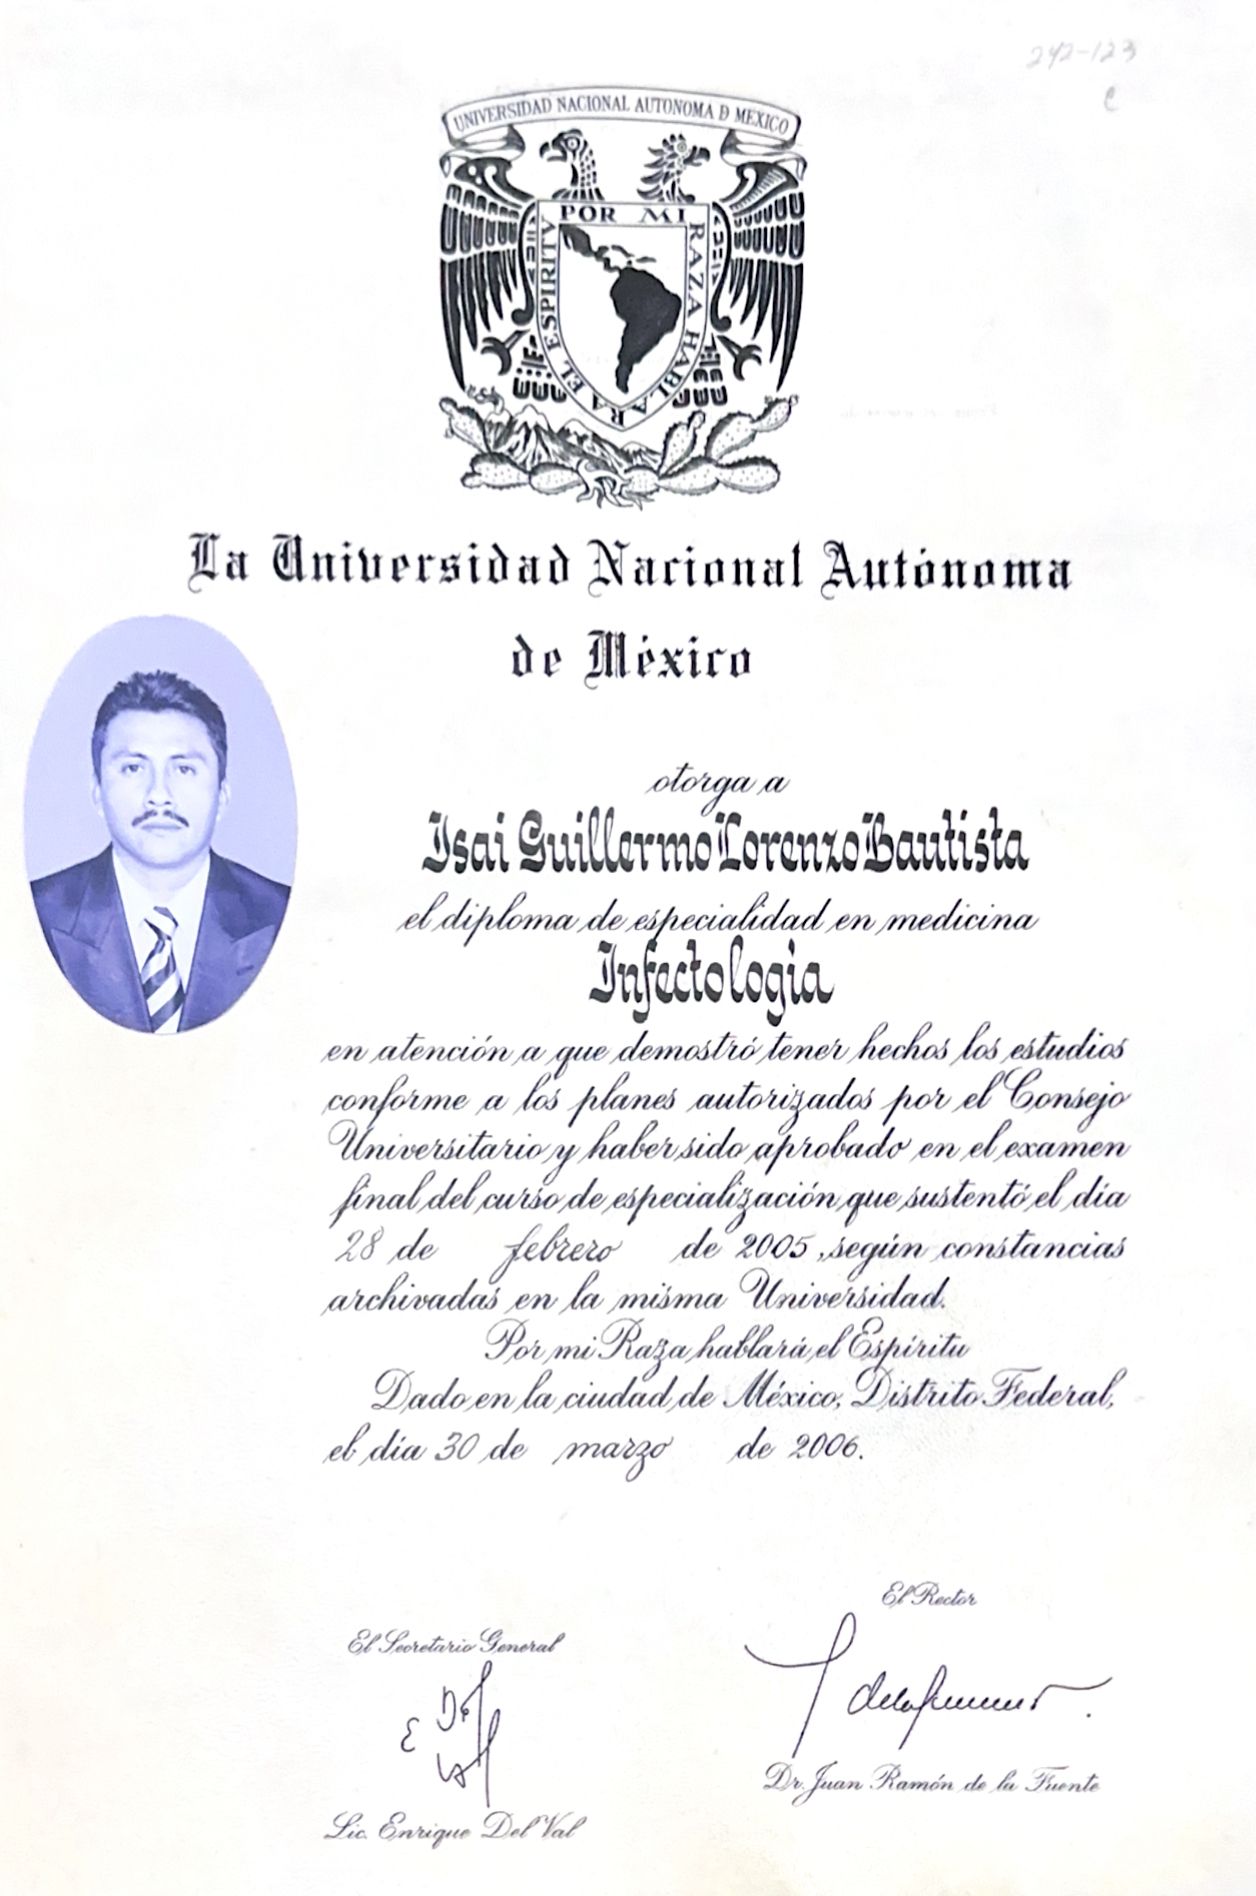 242-123
C
UNIVERSIDAD NACIONAL AUTONOMA D MEXICO
POR MI RAZA HABLARA EL ESPIRITV
La Universidad Nacional Autónoma
de México
otorga a
Isai Guillermo Lorenzo Bautista
el diploma de especialidad en medicina
Infectologia
en atención a que demostró tener hechos los estudios
conforme a los planes autorizados por el Consejo
Universitario y haber sido aprobado en el examen
final del curso de especialización que sustentó el día
28 de febrero de 2005, según constancias
archivadas en la misma Universidad.
Por mi Raza hablará el Espíritu
Dado en la ciudad de México, Distrito Federal,
el día 30 de marzo de 2006.
El Rector
El Secretario General
Dr. Juan Ramón de la Fuente
Lic. Enrique Del Val